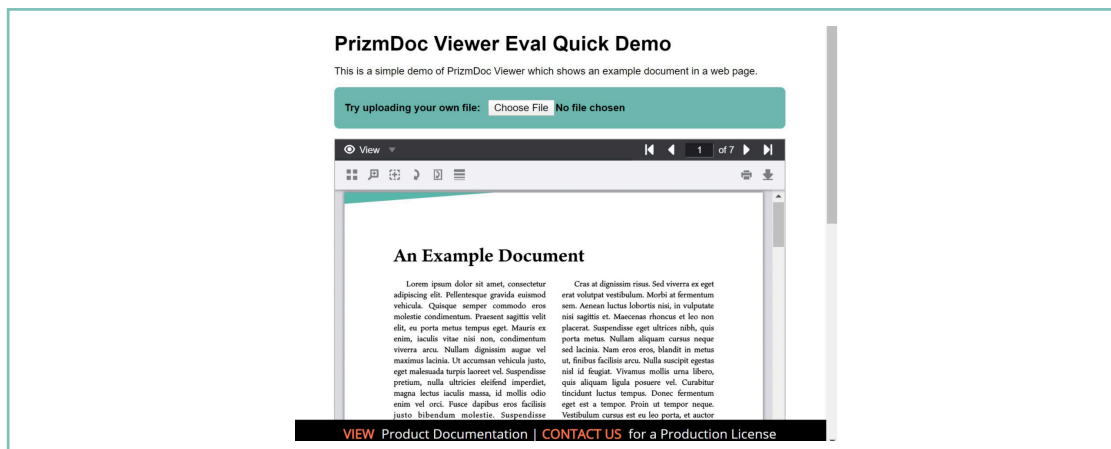 PrizmDoc Viewer Eval Quick Demo
This is a simple demo of PrizmDoc Viewer which shows an example document in a web page.
Try uploading your own file: Choose File No file chosen
View 1 of 7
An Example Document
Lorem ipsum dolor sit amet, consectetur
adipiscing elit. Pellentesque gravida euismod
vehicula. Quisque semper commodo eros
molestie condimentum. Praesent sagittis velit
elit, eu porta metus tempus eget. Mauris ex
enim, iaculis vitae nisi non, condimentum
viverra arcu. Nullam dignissim augue vel
maximus lacinia. Ut accumsan vehicula justo,
eget malesuada turpis laoreet vel. Suspendisse
pretium, nulla ultricies eleifend imperdiet,
magna lectus iaculis massa, id mollis odio
enim vel orci. Fusce dapibus eros facilisis
justo bibendum molestie. Suspendisse
Cras at dignissim risus. Sed viverra ex eget
erat volutpat vestibulum. Morbi at fermentum
sem. Aenean luctus lobortis nisi, in vulputate
nisi sagittis et. Maecenas rhoncus et leo non
placerat. Suspendisse eget ultrices nibh, quis
porta metus. Nullam aliquam cursus neque
sed lacinia. Nam eros eros, blandit in metus
ut, finibus facilisis arcu. Nulla suscipit egestas
nisl id feugiat. Vivamus mollis urna libero,
quis aliquam ligula posuere vel. Curabitur
tincidunt luctus tempus. Donec fermentum
eget est a tempor. Proin ut tempor neque.
Vestibulum cursus est eu leo porta, et auctor
VIEW Product Documentation | CONTACT US for a Production License